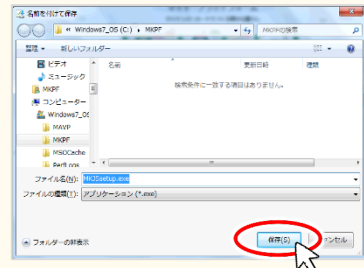 名前を付けて保存
« Windows7_OS (C:) ▸ MKPF
MKPFの検索
整理 ▼ 新しいフォルダー
ビデオ
ミュージック
MKPF
コンピューター
Windows7_OS
MAVP
MKPF
MSOCache
PerfLogs
名前 更新日時 種類
検索条件に一致する項目はありません。
ファイル名(N): MKJSsetup.exe
ファイルの種類(T): アプリケーション (*.exe)
フォルダーの非表示
保存(S)
キャンセル